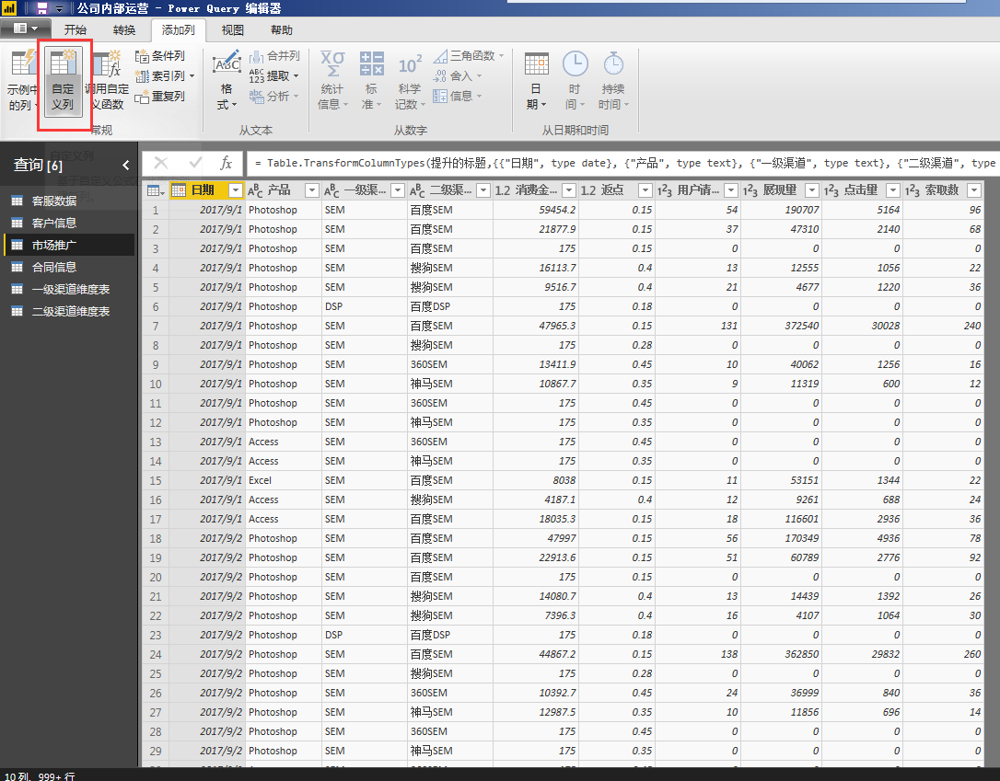 公司内部运营 - Power Query 编辑器
开始 转换 添加列 视图 帮助
示例中的列 自定义列 调用自定义函数 条件列 索引列 重复列 常规
格式 合并列 提取 分析 从文本
统计信息 标准 科学记数 三角函数 舍入 信息 从数字
日期 时间 持续时间 从日期和时间
查询 [6]
= Table.TransformColumnTypes(提升的标题,{{"日期", type date}, {"产品", type text}, {"一级渠道", type text}, {"二级渠道", type
客服数据
客户信息
市场推广
合同信息
一级渠道维度表
二级渠道维度表
日期 产品 一级渠... 二级渠... 1.2 消费金... 1.2 返点 用户请... 展现量 点击量 索取数
1 2017/9/1 Photoshop SEM 百度SEM 59454.2 0.15 54 190707 5164 96
2 2017/9/1 Photoshop SEM 百度SEM 21877.9 0.15 37 47310 2140 68
3 2017/9/1 Photoshop SEM 百度SEM 175 0.15 0 0 0 0
4 2017/9/1 Photoshop SEM 搜狗SEM 16113.7 0.4 13 12555 1056 22
5 2017/9/1 Photoshop SEM 搜狗SEM 9516.7 0.4 21 4677 1220 36
6 2017/9/1 Photoshop DSP 百度DSP 175 0.18 0 0 0 0
7 2017/9/1 Photoshop SEM 百度SEM 47965.3 0.15 131 372540 30028 240
8 2017/9/1 Photoshop SEM 搜狗SEM 175 0.28 0 0 0 0
9 2017/9/1 Photoshop SEM 360SEM 13411.9 0.45 10 40062 1256 16
10 2017/9/1 Photoshop SEM 神马SEM 10867.7 0.35 9 11319 600 12
11 2017/9/1 Photoshop SEM 360SEM 175 0.45 0 0 0 0
12 2017/9/1 Photoshop SEM 神马SEM 175 0.35 0 0 0 0
13 2017/9/1 Access SEM 360SEM 175 0.45 0 0 0 0
14 2017/9/1 Access SEM 神马SEM 175 0.35 0 0 0 0
15 2017/9/1 Excel SEM 百度SEM 8038 0.15 11 53151 1344 22
16 2017/9/1 Access SEM 搜狗SEM 4187.1 0.4 12 9261 688 24
17 2017/9/1 Access SEM 百度SEM 18035.3 0.15 18 116601 2936 36
18 2017/9/2 Photoshop SEM 百度SEM 47997 0.15 56 170349 4936 78
19 2017/9/2 Photoshop SEM 百度SEM 22913.6 0.15 51 60789 2776 92
20 2017/9/2 Photoshop SEM 百度SEM 175 0.15 0 0 0 0
21 2017/9/2 Photoshop SEM 搜狗SEM 14080.7 0.4 13 14439 1392 26
22 2017/9/2 Photoshop SEM 搜狗SEM 7396.3 0.4 16 4107 1064 30
23 2017/9/2 Photoshop DSP 百度DSP 175 0.18 0 0 0 0
24 2017/9/2 Photoshop SEM 百度SEM 44867.2 0.15 138 362850 29832 260
25 2017/9/2 Photoshop SEM 搜狗SEM 175 0.28 0 0 0 0
26 2017/9/2 Photoshop SEM 360SEM 10392.7 0.45 24 36999 840 36
27 2017/9/2 Photoshop SEM 神马SEM 12987.5 0.35 10 11856 696 14
28 2017/9/2 Photoshop SEM 360SEM 175 0.45 0 0 0 0
29 2017/9/2 Photoshop SEM 神马SEM 175 0.35 0 0 0 0
10 列、999+ 行